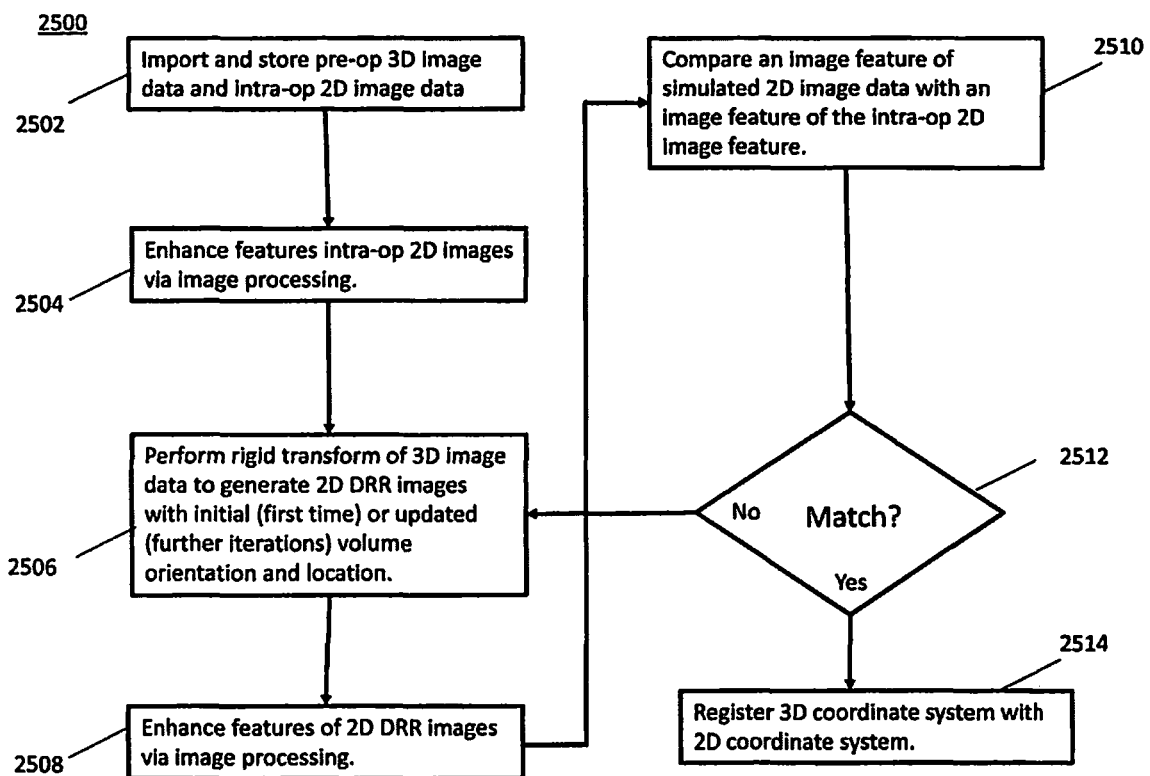 2500
Import and store pre-op 3D image
data and intra-op 2D image data
2502
Enhance features intra-op 2D images
via image processing.
2504
Perform rigid transform of 3D image
data to generate 2D DRR images
with initial (first time) or updated
(further iterations) volume
orientation and location.
2506
Enhance features of 2D DRR images
via image processing.
2508
Compare an image feature of
simulated 2D image data with an
image feature of the intra-op 2D
image feature.
2510
Match?
No
Yes
2512
Register 3D coordinate system with
2D coordinate system.
2514